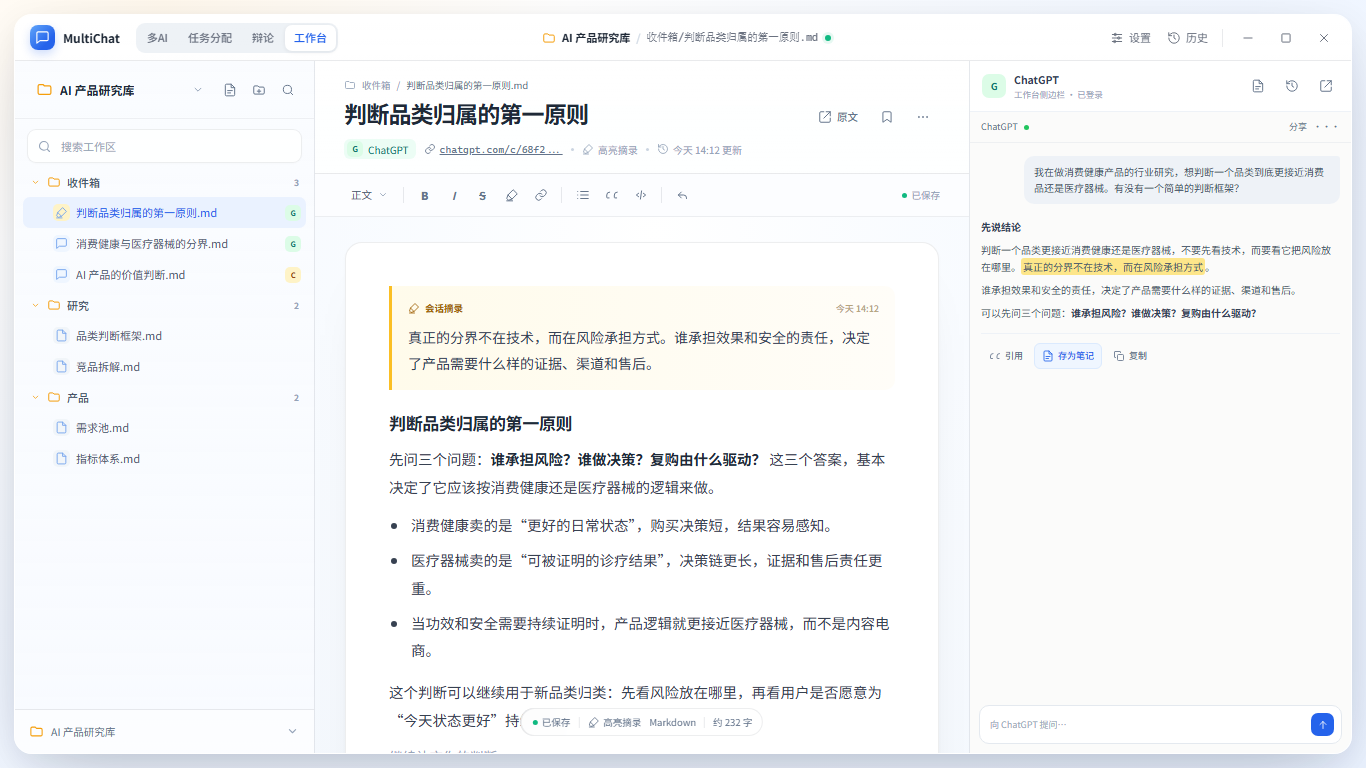 MultiChat
多AI
任务分配
辩论
工作台
AI 产品研究库 / 收件箱/判断品类归属的第一原则.md
设置
历史
AI 产品研究库
搜索工作区
收件箱 3
判断品类归属的第一原则.md G
消费健康与医疗器械的分界.md G
AI 产品的价值判断.md C
研究 2
品类判断框架.md
竞品拆解.md
产品 2
需求池.md
指标体系.md
AI 产品研究库
收件箱 / 判断品类归属的第一原则.md
判断品类归属的第一原则
原文
G ChatGPT
chatgpt.com/c/68f2...
高亮摘录
今天 14:12 更新
正文
B I S
已保存
会话摘录
今天 14:12
真正的分界不在技术，而在风险承担方式。谁承担效果和安全的责任，决定
了产品需要什么样的证据、渠道和售后。
判断品类归属的第一原则
先问三个问题：谁承担风险？谁做决策？复购由什么驱动？ 这三个答案，基本
决定了它应该按消费健康还是医疗器械的逻辑来做。
• 消费健康卖的是“更好的日常状态”，购买决策短，结果容易感知。
• 医疗器械卖的是“可被证明的诊疗结果”，决策链更长，证据和售后责任更
重。
• 当功效和安全需要持续证明时，产品逻辑就更接近医疗器械，而不是内容电
商。
这个判断可以继续用于新品类归类：先看风险放在哪里，再看用户是否愿意为
“今天状态更好”持
已保存
高亮摘录
Markdown
约 232 字
G
ChatGPT
工作台侧边栏 • 已登录
ChatGPT
分享
我在做消费健康产品的行业研究，想判断一个品类到底更接近消费
品还是医疗器械。有没有一个简单的判断框架？
先说结论
判断一个品类更接近消费健康还是医疗器械，不要先看技术，而要看它把风险放
在哪里。真正的分界不在技术，而在风险承担方式。
谁承担效果和安全的责任，决定了产品需要什么样的证据、渠道和售后。
可以先问三个问题：谁承担风险？谁做决策？复购由什么驱动？
引用
存为笔记
复制
向 ChatGPT 提问…